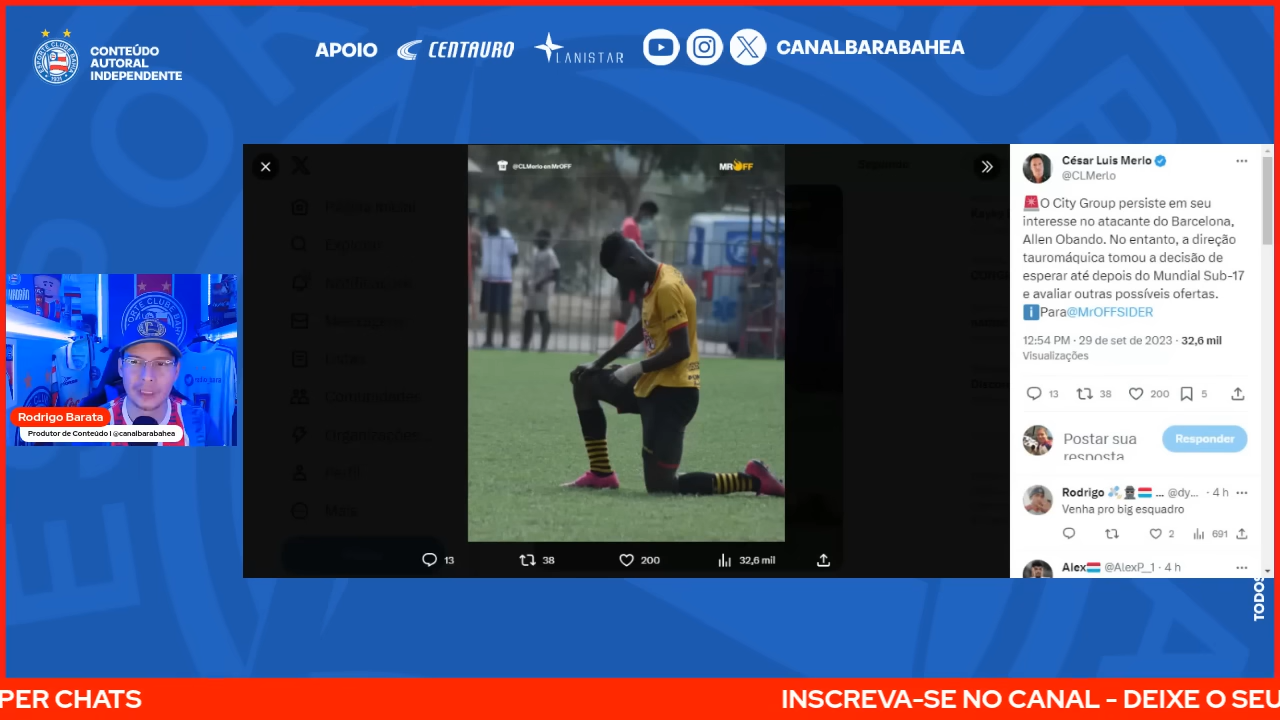 CONTEÚDO
AUTORAL
INDEPENDENTE
APOIO
CENTAURO
LANISTAR
CANALBARABAHEA
@CLMerlo en MrOFF
MR OFF
César Luis Merlo
@CLMerlo
🚨O City Group persiste em seu
interesse no atacante do Barcelona,
Allen Obando. No entanto, a direção
tauromáquica tomou a decisão de
esperar até depois do Mundial Sub-17
e avaliar outras possíveis ofertas.
ℹ️Para@MrOFFSIDER
12:54 PM · 29 de set de 2023 · 32,6 mil
Visualizações
13 38 200 5
Postar sua
resposta
Responder
Rodrigo ... @dy... · 4 h
Venha pro big esquadro
2 691
Alex @AlexP_1 · 4 h
13 38 200 32,6 mil
Rodrigo Barata
Produtor de Conteúdo | @canalbarabahea
TODOS
PER CHATS
INSCREVA-SE NO CANAL - DEIXE O SEU